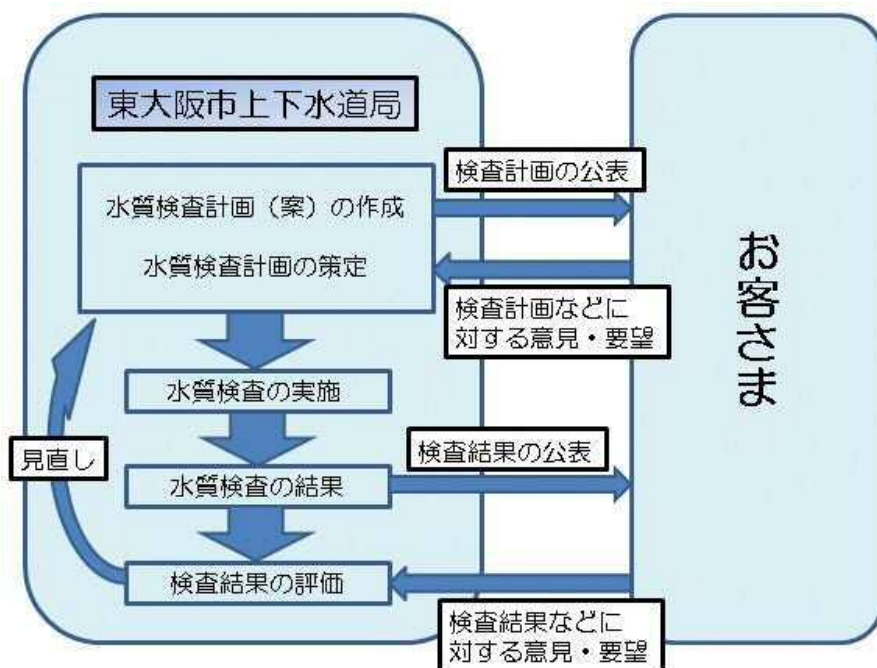 東大阪市上下水道局
検査計画の公表
水質検査計画（案）の作成
水質検査計画の策定
検査計画などに
対する意見・要望
お客さま
水質検査の実施
見直し
検査結果の公表
水質検査の結果
検査結果の評価
検査結果などに
対する意見・要望